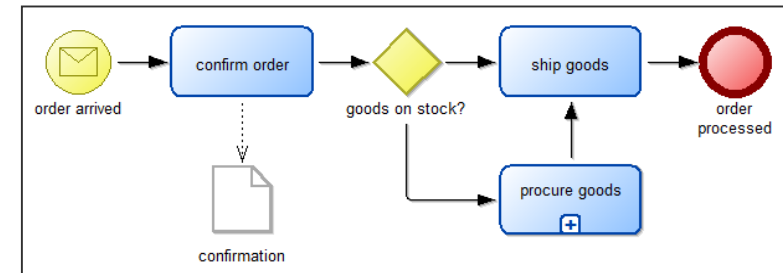 order arrived
confirm order
goods on stock?
ship goods
order
processed
procure goods
confirmation